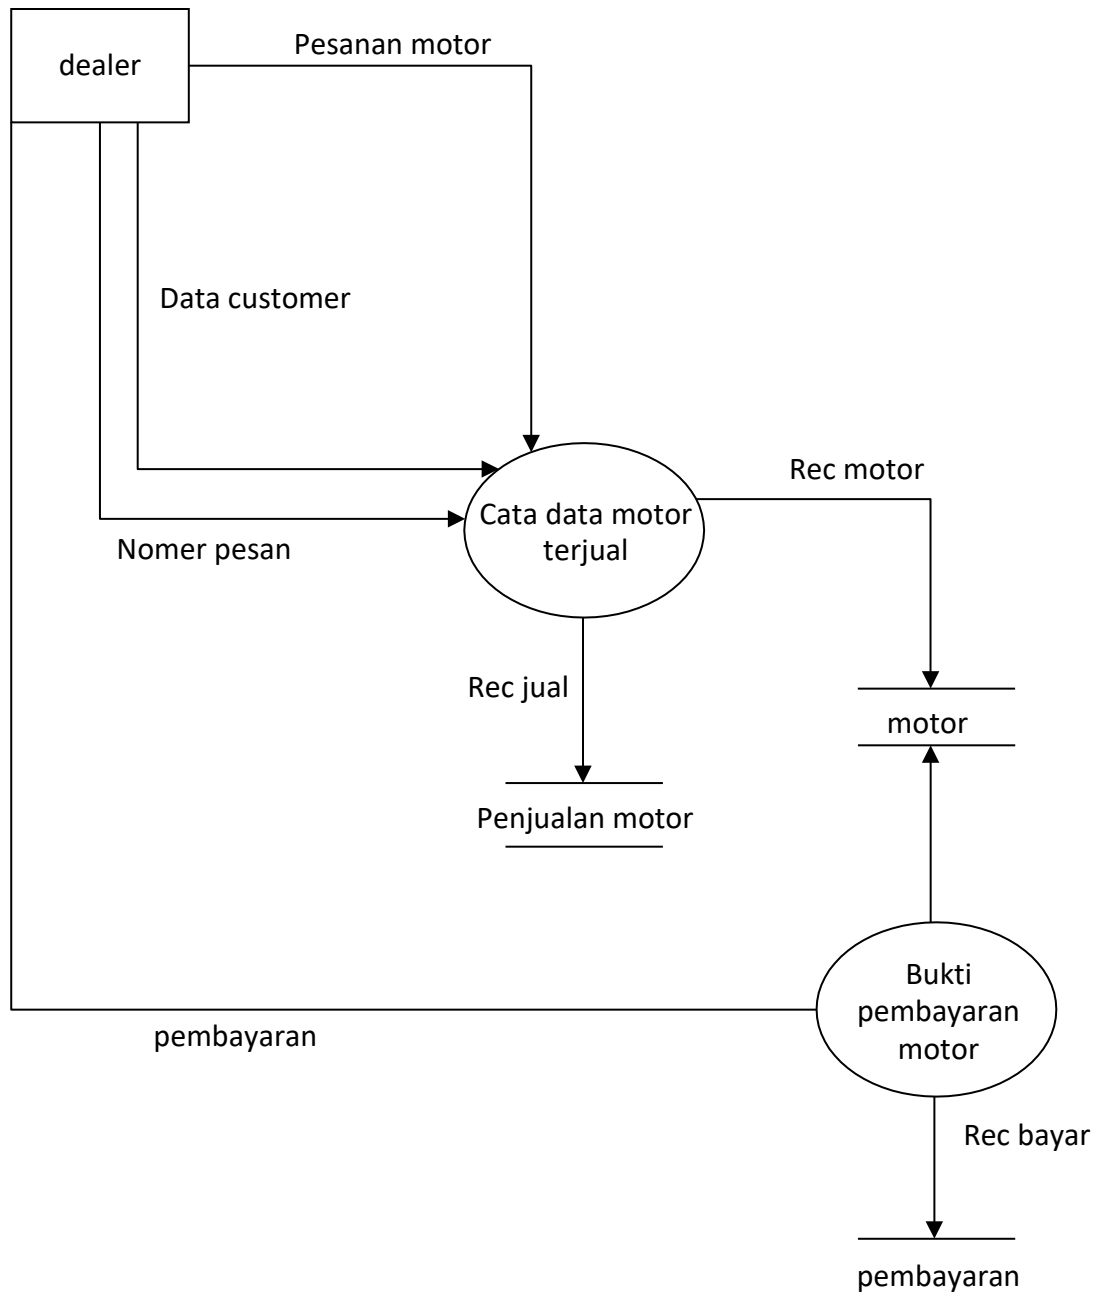 Pesanan motor
dealer
Data customer
Rec motor
Cata data motor
terjual
Nomer pesan
Rec jual
motor
Penjualan motor
Bukti
pembayaran
motor
pembayaran
Rec bayar
pembayaran